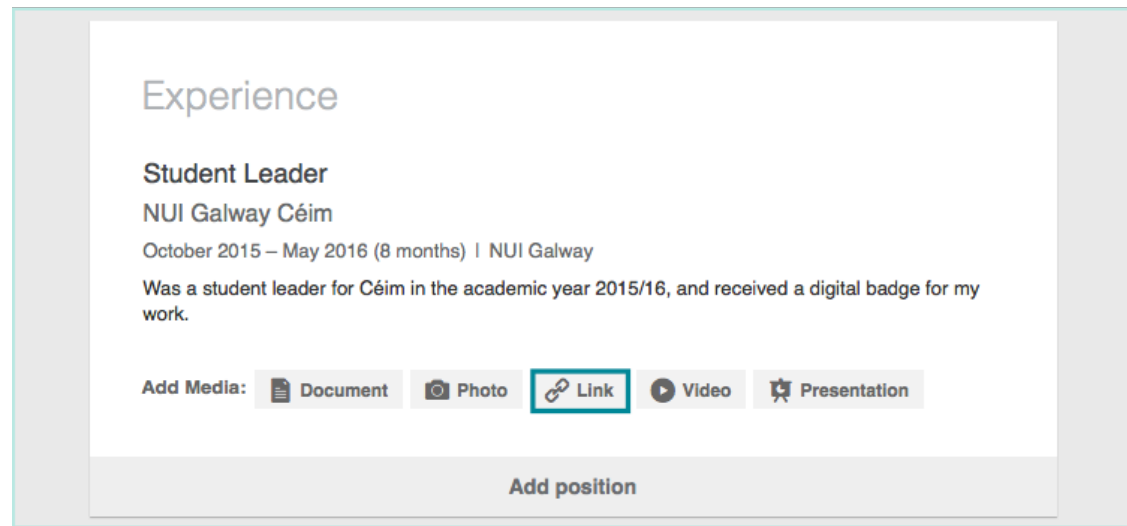 Experience
Student Leader
NUI Galway Céim
October 2015 – May 2016 (8 months) | NUI Galway
Was a student leader for Céim in the academic year 2015/16, and received a digital badge for my
work.
Add Media: Document Photo Link Video Presentation
Add position